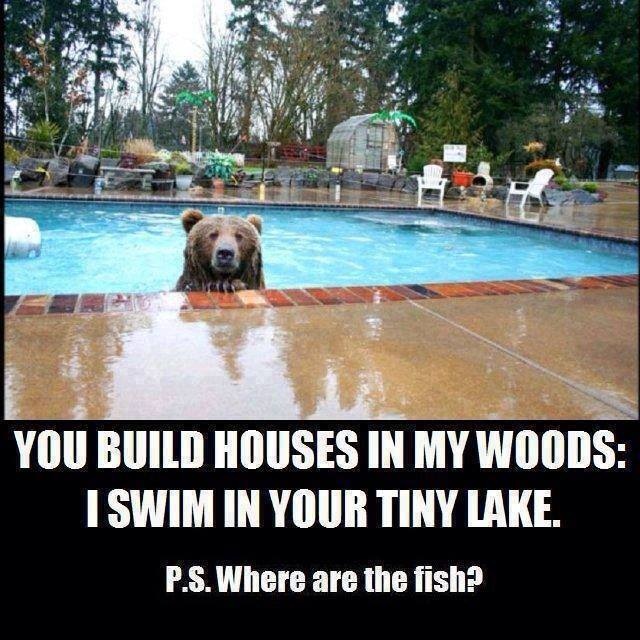 YOU BUILD HOUSES IN MY WOODS:
I SWIM IN YOUR TINY LAKE.
P.S. Where are the fish?